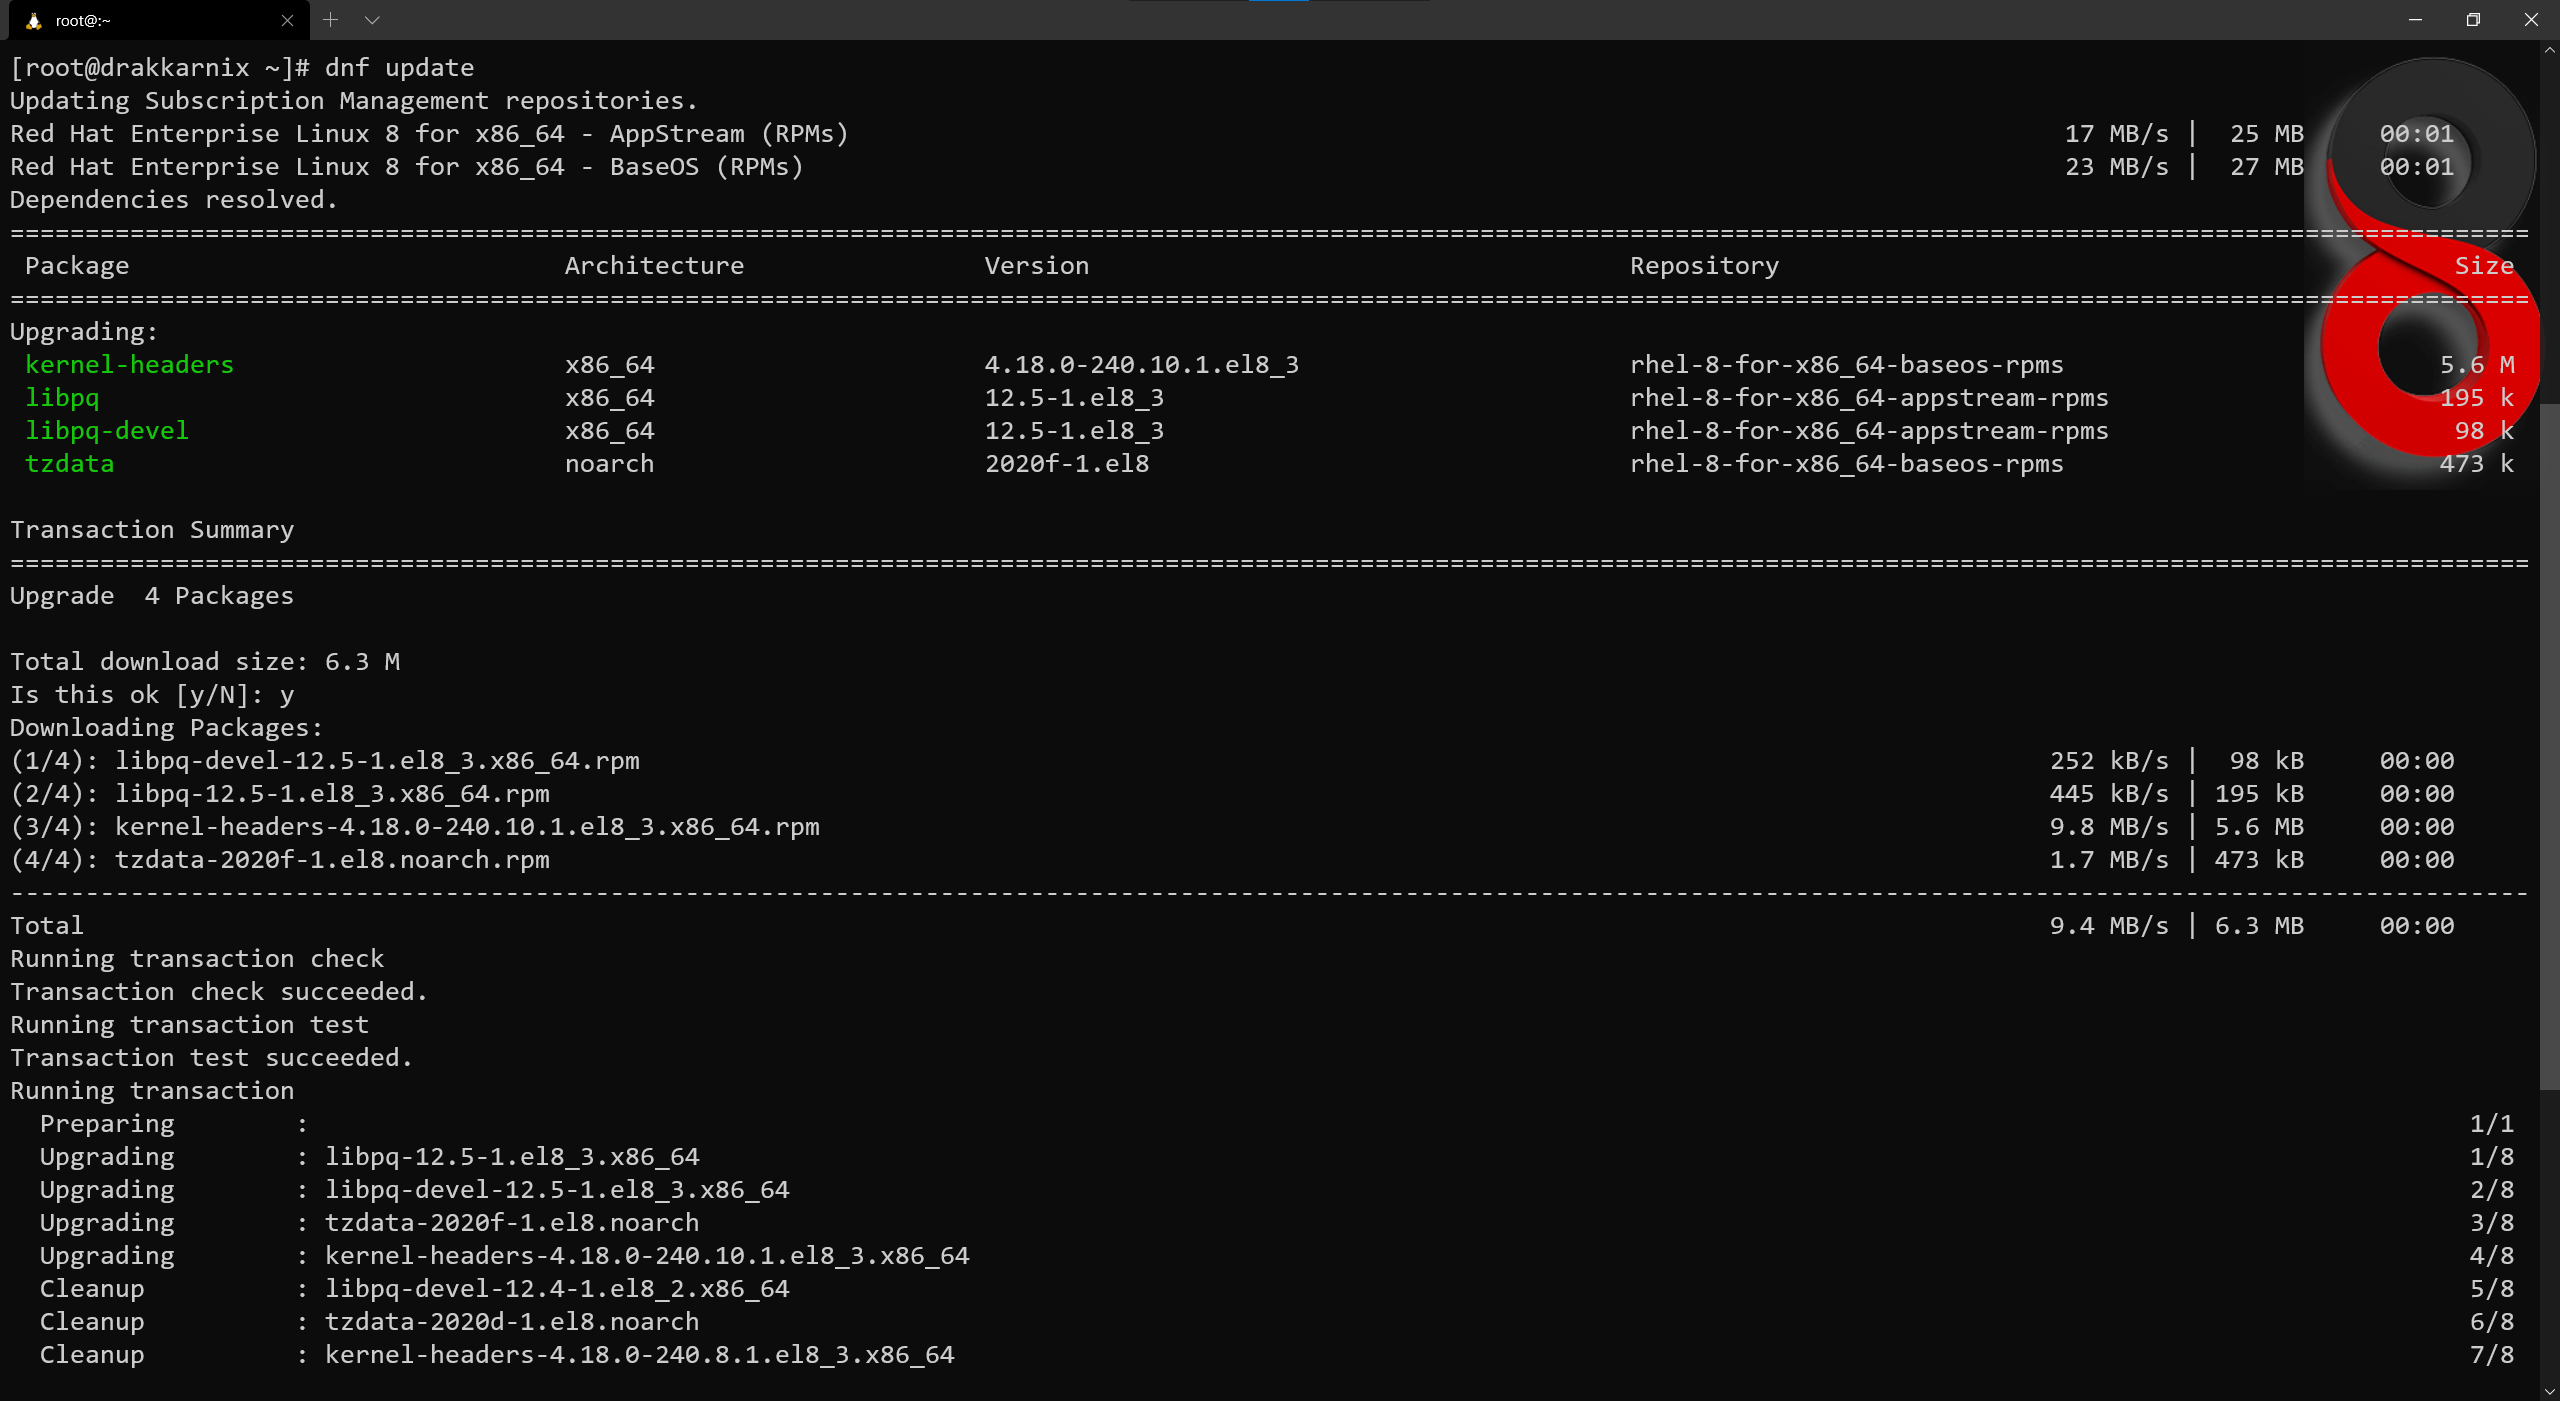 root@:~
[root@drakkarnix ~]# dnf update
Updating Subscription Management repositories.
Red Hat Enterprise Linux 8 for x86_64 - AppStream (RPMs) 17 MB/s | 25 MB 00:01
Red Hat Enterprise Linux 8 for x86_64 - BaseOS (RPMs) 23 MB/s | 27 MB 00:01
Dependencies resolved.
================================================================================
Package Architecture Version Repository Size
================================================================================
Upgrading:
kernel-headers x86_64 4.18.0-240.10.1.el8_3 rhel-8-for-x86_64-baseos-rpms 5.6 M
libpq x86_64 12.5-1.el8_3 rhel-8-for-x86_64-appstream-rpms 195 k
libpq-devel x86_64 12.5-1.el8_3 rhel-8-for-x86_64-appstream-rpms 98 k
tzdata noarch 2020f-1.el8 rhel-8-for-x86_64-baseos-rpms 473 k
Transaction Summary
================================================================================
Upgrade 4 Packages
Total download size: 6.3 M
Is this ok [y/N]: y
Downloading Packages:
(1/4): libpq-devel-12.5-1.el8_3.x86_64.rpm 252 kB/s | 98 kB 00:00
(2/4): libpq-12.5-1.el8_3.x86_64.rpm 445 kB/s | 195 kB 00:00
(3/4): kernel-headers-4.18.0-240.10.1.el8_3.x86_64.rpm 9.8 MB/s | 5.6 MB 00:00
(4/4): tzdata-2020f-1.el8.noarch.rpm 1.7 MB/s | 473 kB 00:00
--------------------------------------------------------------------------------
Total 9.4 MB/s | 6.3 MB 00:00
Running transaction check
Transaction check succeeded.
Running transaction test
Transaction test succeeded.
Running transaction
Preparing : 1/1
Upgrading : libpq-12.5-1.el8_3.x86_64 1/8
Upgrading : libpq-devel-12.5-1.el8_3.x86_64 2/8
Upgrading : tzdata-2020f-1.el8.noarch 3/8
Upgrading : kernel-headers-4.18.0-240.10.1.el8_3.x86_64 4/8
Cleanup : libpq-devel-12.4-1.el8_2.x86_64 5/8
Cleanup : tzdata-2020d-1.el8.noarch 6/8
Cleanup : kernel-headers-4.18.0-240.8.1.el8_3.x86_64 7/8